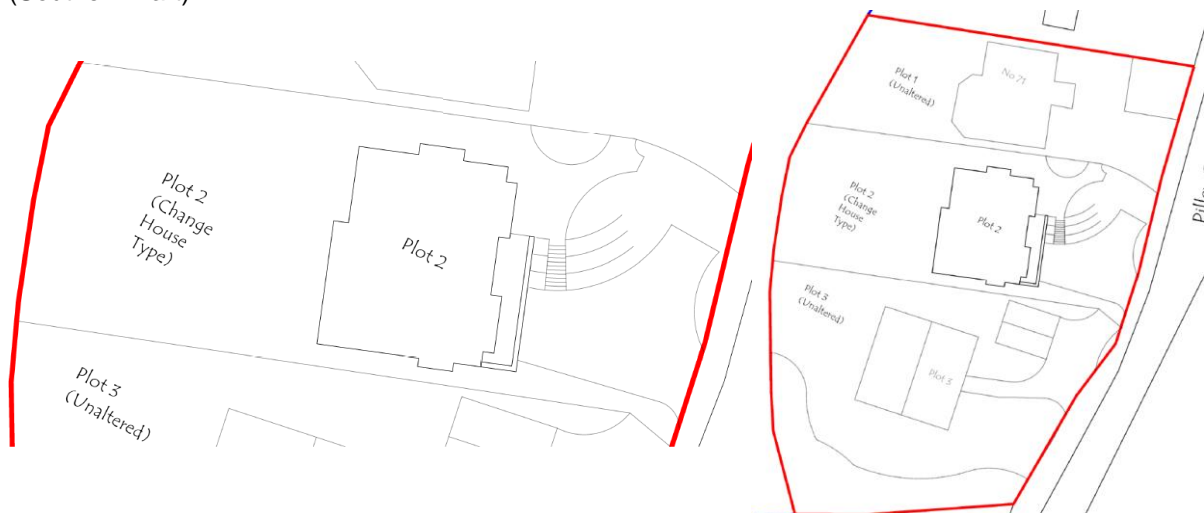 Plot 2
(Change
House
Type)
Plot 2
Plot 3
(Unaltered)
Plot 1
(Unaltered)
No 71
Plot 2
(Change
House
Type)
Plot 2
Plot 3
(Unaltered)
Plot 3